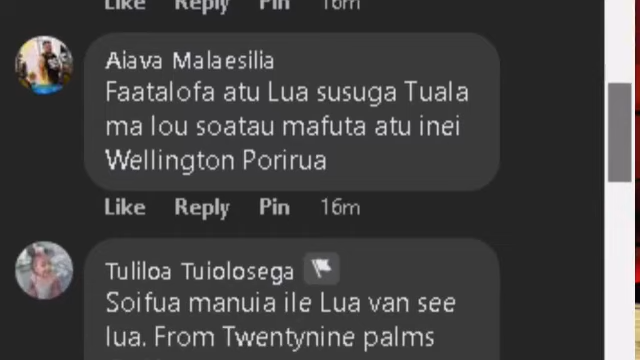 Like Reply Pin 16m
Aiava Malaesilia
Faatalofa atu Lua susuga Tuala
ma lou soatau mafuta atu inei
Wellington Porirua
Like Reply Pin 16m
Tuliloa Tuiolosega
Soifua manuia ile Lua van see
lua. From Twentynine palms